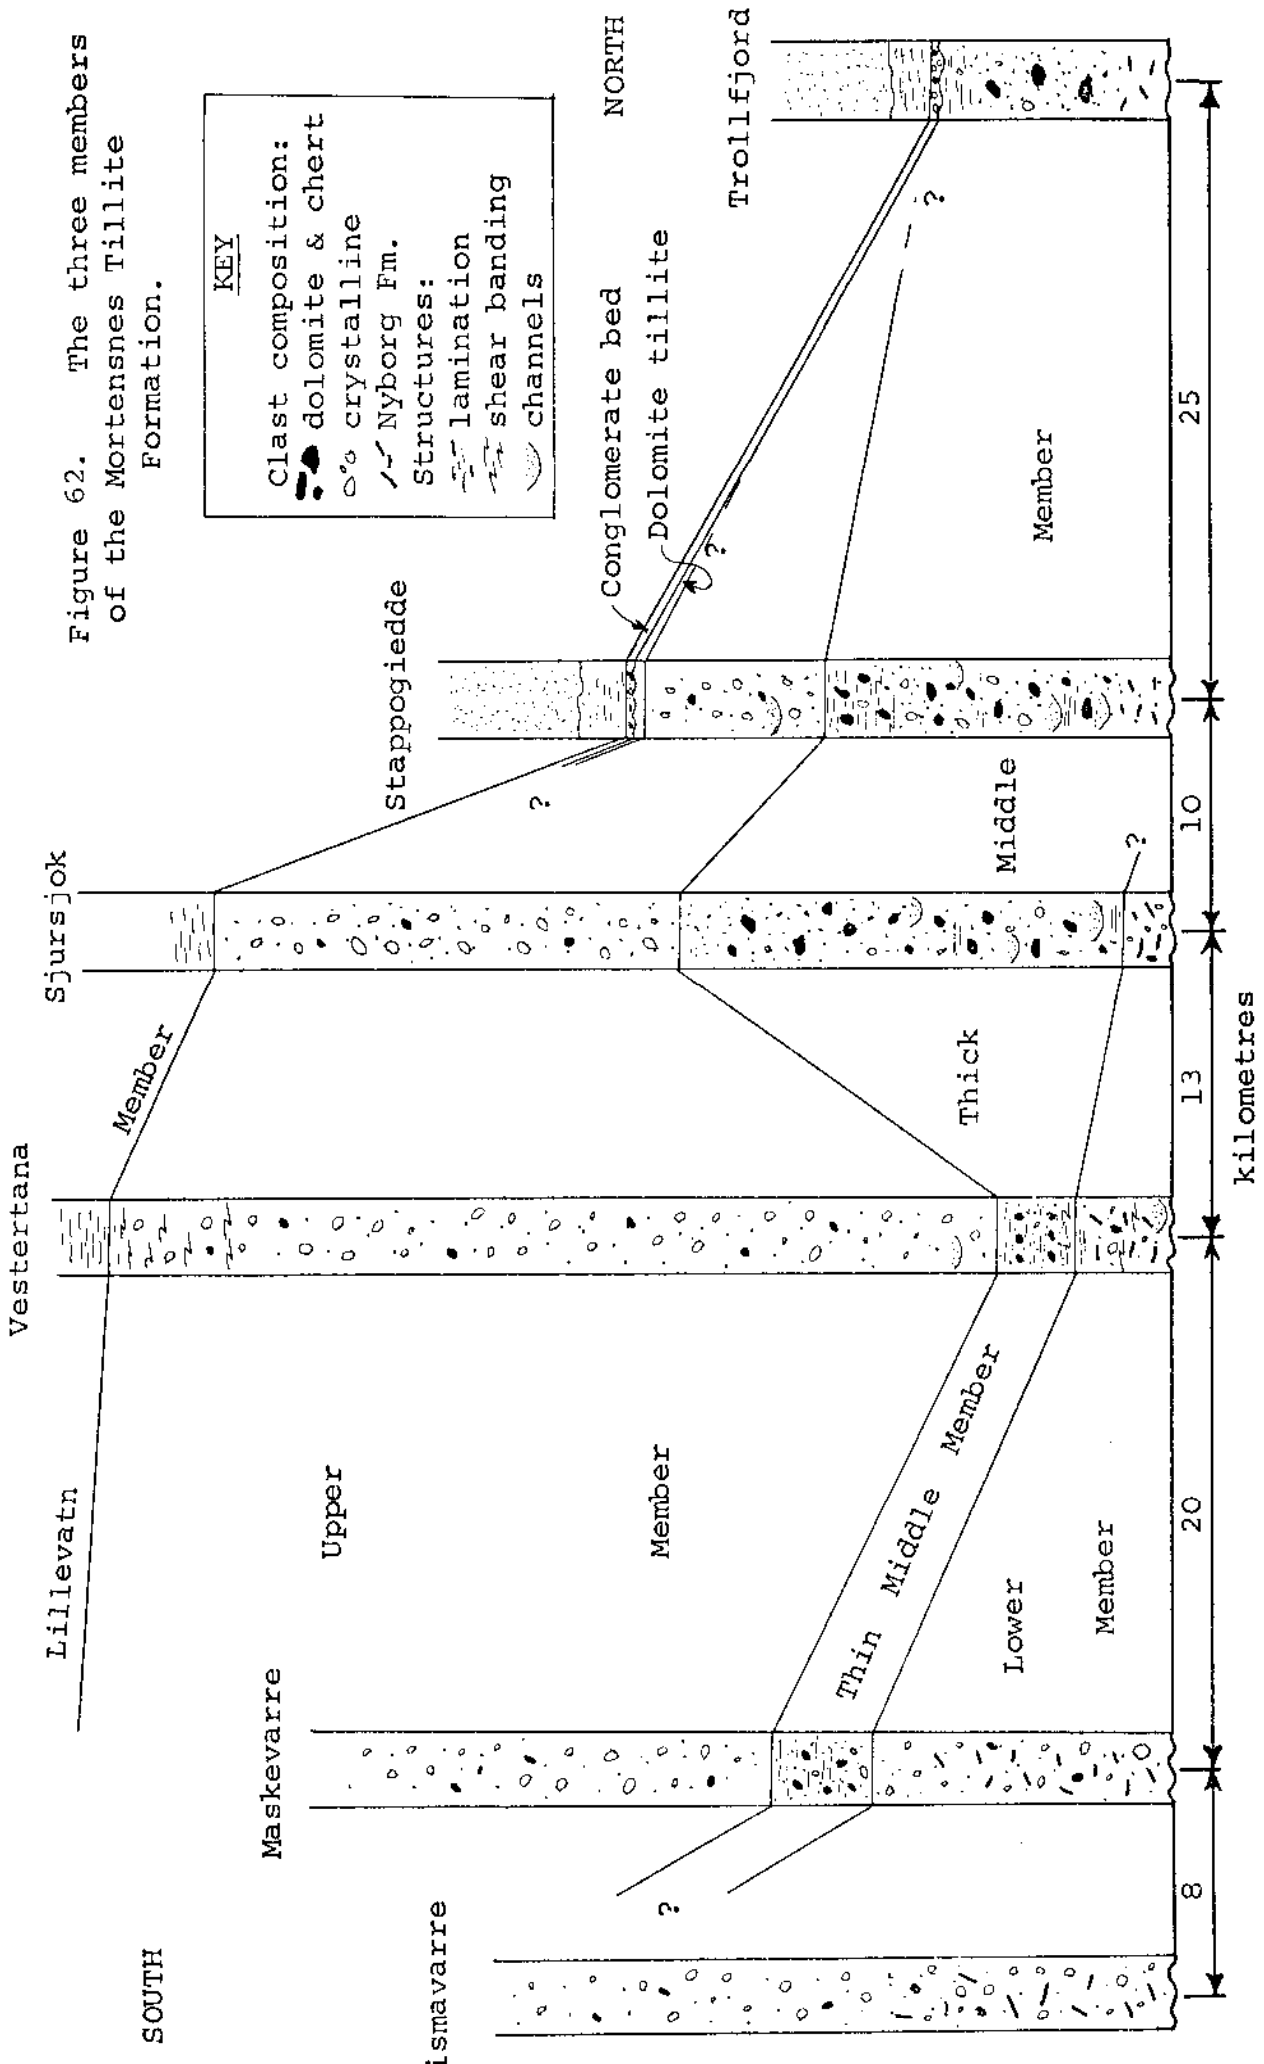 Figure 62. The three members
of the Mortensnes Tillite
Formation.
KEY
Clast composition:
dolomite & chert
crystalline
Nyborg Fm.
Structures:
lamination
shear banding
channels
SOUTH
NORTH
ismavarre
Maskevarre
Vestertana
Sjursjok
Stappogiedde
Trollfjord
Lillevatn
Member
Upper
Member
Thin Middle Member
Lower
Member
Thick
Middle
Member
Conglomerate bed
Dolomite tillite
?
?
?
?
?
8
20
13
10
25
kilometres